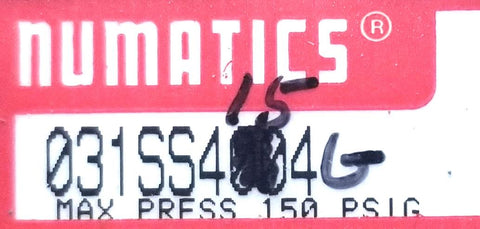 NUMATICS®
15
031SS4 04G
MAX PRESS 150 PSIG